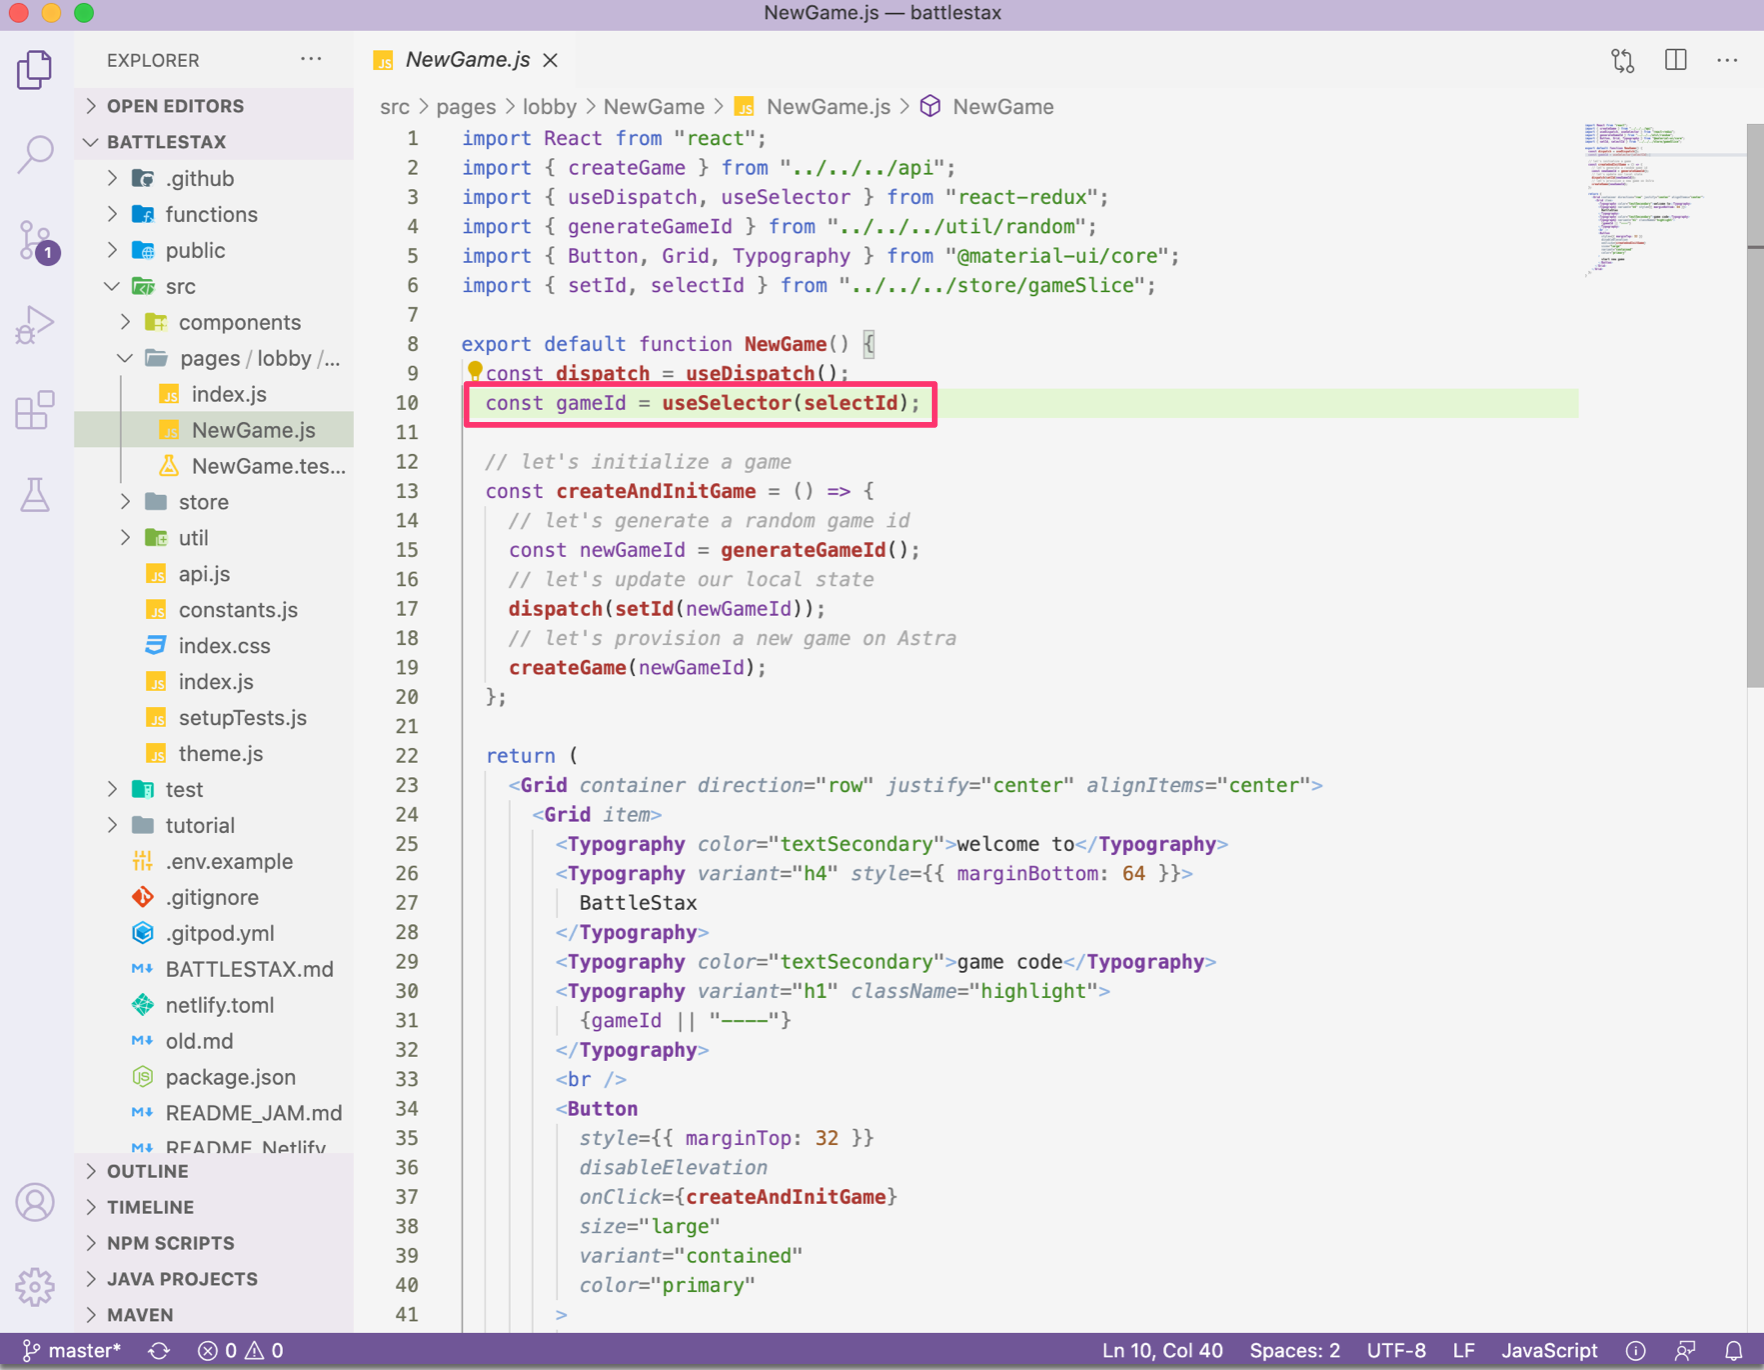 NewGame.js — battlestax
EXPLORER
OPEN EDITORS
BATTLESTAX
.github
functions
public
src
components
pages / lobby /...
index.js
NewGame.js
NewGame.tes...
store
util
api.js
constants.js
index.css
index.js
setupTests.js
theme.js
test
tutorial
.env.example
.gitignore
.gitpod.yml
BATTLESTAX.md
netlify.toml
old.md
package.json
README_JAM.md
README_Netlify
OUTLINE
TIMELINE
NPM SCRIPTS
JAVA PROJECTS
MAVEN
1
JS NewGame.js
src > pages > lobby > NewGame > JS NewGame.js > NewGame
1 import React from "react";
2 import { createGame } from "../../../api";
3 import { useDispatch, useSelector } from "react-redux";
4 import { generateGameId } from "../../../util/random";
5 import { Button, Grid, Typography } from "@material-ui/core";
6 import { setId, selectId } from "../../../store/gameSlice";
7
8 export default function NewGame() {
9 const dispatch = useDispatch();
10 const gameId = useSelector(selectId);
11
12 // let's initialize a game
13 const createAndInitGame = () => {
14 // let's generate a random game id
15 const newGameId = generateGameId();
16 // let's update our local state
17 dispatch(setId(newGameId));
18 // let's provision a new game on Astra
19 createGame(newGameId);
20 };
21
22 return (
23 <Grid container direction="row" justify="center" alignItems="center">
24 <Grid item>
25 <Typography color="textSecondary">welcome to</Typography>
26 <Typography variant="h4" style={{ marginBottom: 64 }}>
27 BattleStax
28 </Typography>
29 <Typography color="textSecondary">game code</Typography>
30 <Typography variant="h1" className="highlight">
31 {gameId || "----"}
32 </Typography>
33 <br />
34 <Button
35 style={{ marginTop: 32 }}
36 disableElevation
37 onClick={createAndInitGame}
38 size="large"
39 variant="contained"
40 color="primary"
41 >
master* 0 0 Ln 10, Col 40 Spaces: 2 UTF-8 LF JavaScript